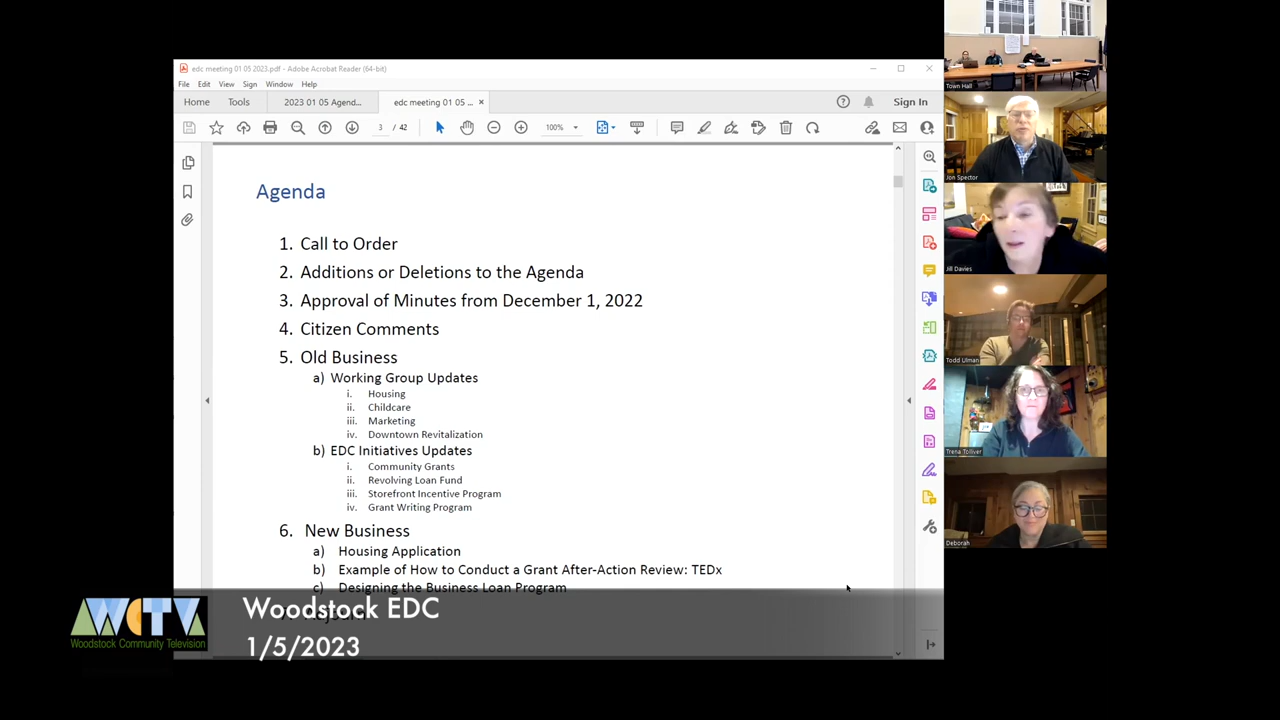 edc meeting 01 05 2023.pdf - Adobe Acrobat Reader (64-bit)
File Edit View Sign Window Help
Home Tools 2023 01 05 Agend... edc meeting 01 05 ... Sign In
3 / 42 100%
Agenda
1. Call to Order
2. Additions or Deletions to the Agenda
3. Approval of Minutes from December 1, 2022
4. Citizen Comments
5. Old Business
a) Working Group Updates
i. Housing
ii. Childcare
iii. Marketing
iv. Downtown Revitalization
b) EDC Initiatives Updates
i. Community Grants
ii. Revolving Loan Fund
iii. Storefront Incentive Program
iv. Grant Writing Program
6. New Business
a) Housing Application
b) Example of How to Conduct a Grant After-Action Review: TEDx
c) Designing the Business Loan Program
WCTV
Woodstock Community Television
Woodstock EDC
1/5/2023
Town Hall
Jon Spector
Jill Davies
Todd Ulman
Trena Tolliver
Deborah